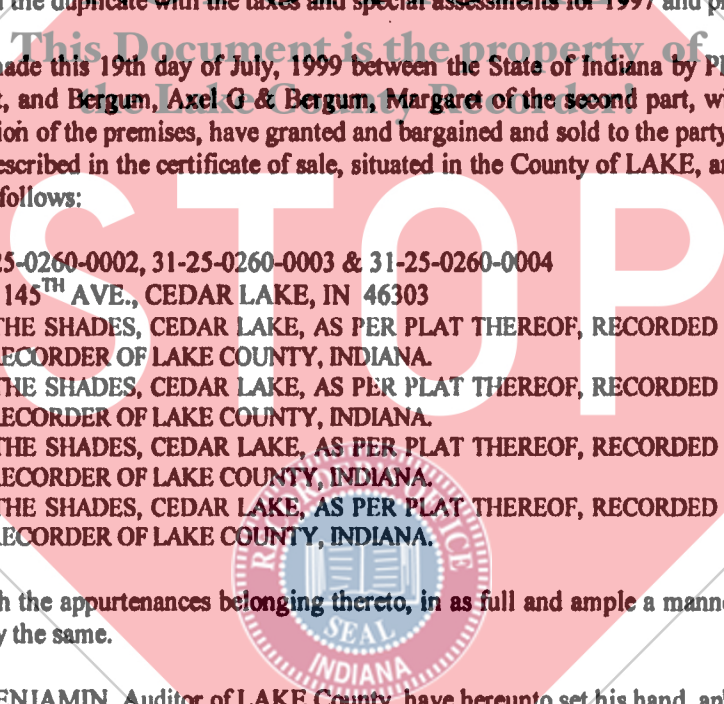 the duplicate with the taxes and special assessments for 1997 and
This Document is the property of
made this 19th day of July, 1999 between the State of Indiana by
the Lake County Recorder!
, and Bergum, Axel G & Bergum, Margaret of the second part,
of the premises, have granted and bargained and sold to the party
described in the certificate of sale, situated in the County of LAKE,
follows:
STOP
25-0260-0002, 31-25-0260-0003 & 31-25-0260-0004
145TH AVE., CEDAR LAKE, IN 46303
THE SHADES, CEDAR LAKE, AS PER PLAT THEREOF, RECORDED
RECORDER OF LAKE COUNTY, INDIANA.
THE SHADES, CEDAR LAKE, AS PER PLAT THEREOF, RECORDED
RECORDER OF LAKE COUNTY, INDIANA.
THE SHADES, CEDAR LAKE, AS PER PLAT THEREOF, RECORDED
RECORDER OF LAKE COUNTY, INDIANA.
THE SHADES, CEDAR LAKE, AS PER PLAT THEREOF, RECORDED
RECORDER OF LAKE COUNTY, INDIANA.
RECORDER'S OFFICE
the appurtenances belonging thereto, in as full and ample a
the same.
SEAL
INDIANA
Auditor of LAKE County, have hereunto set his hand,